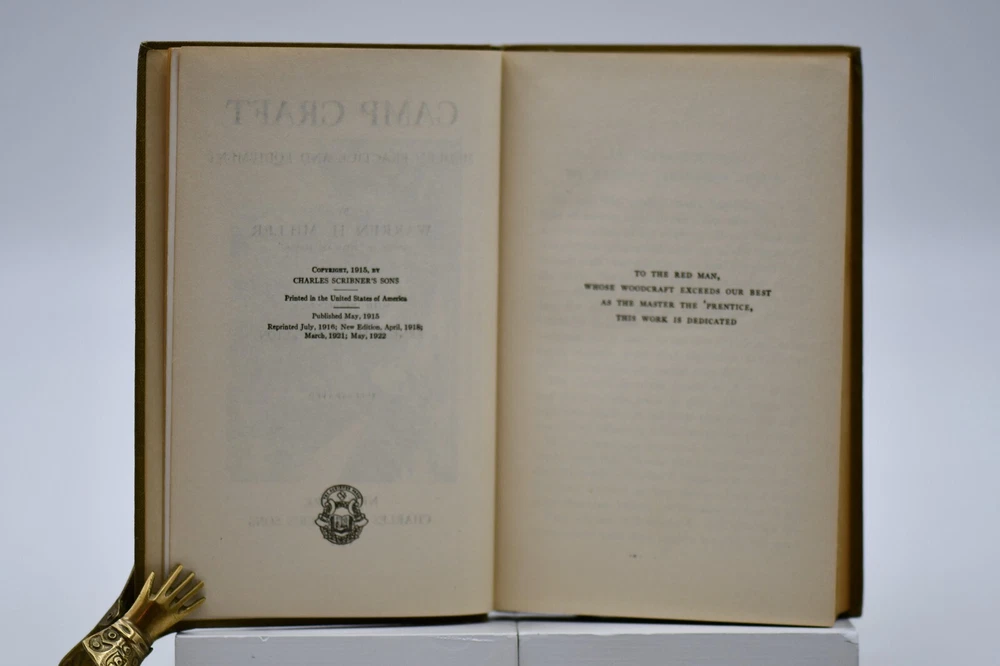 COPYRIGHT, 1915, BY
CHARLES SCRIBNER'S SONS
Printed in the United States of America
Published May, 1915
Reprinted July, 1916; New Edition, April, 1918;
March, 1921; May, 1922
TO THE RED MAN,
WHOSE WOODCRAFT EXCEEDS OUR BEST
AS THE MASTER THE 'PRENTICE,
THIS WORK IS DEDICATED